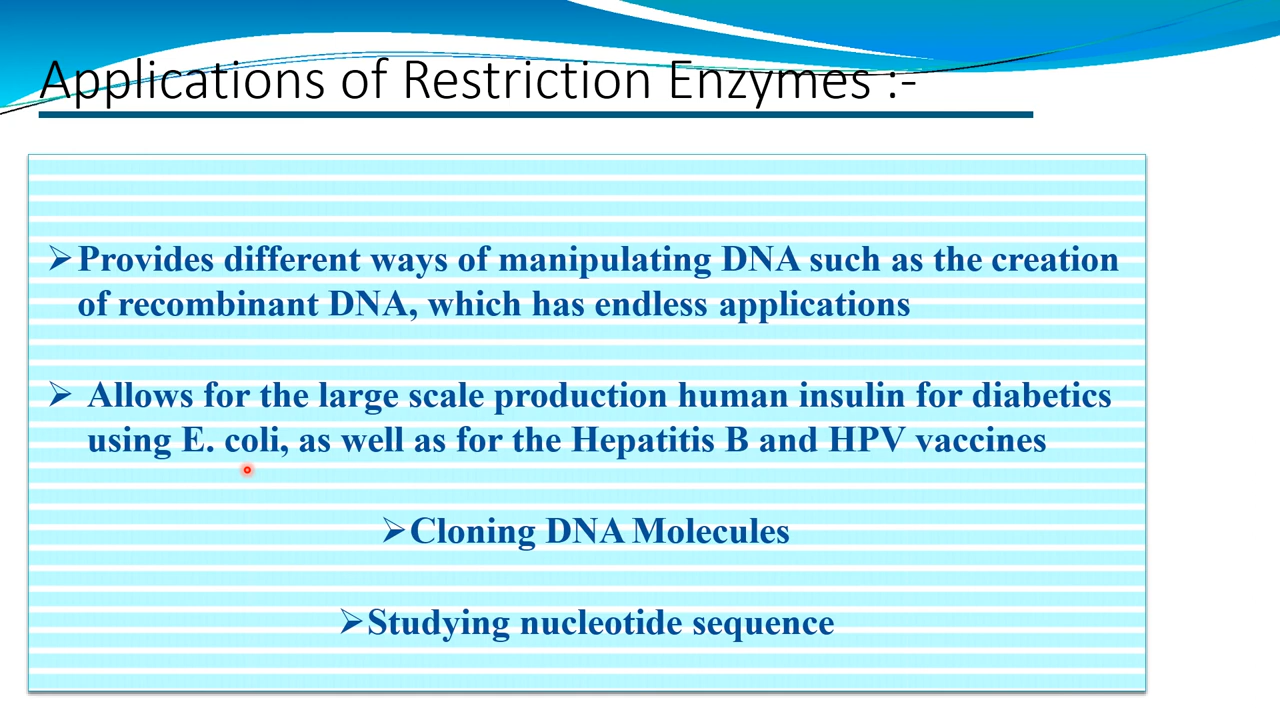 Applications of Restriction Enzymes :-
➢Provides different ways of manipulating DNA such as the creation
of recombinant DNA, which has endless applications
➢ Allows for the large scale production human insulin for diabetics
using E. coli, as well as for the Hepatitis B and HPV vaccines
➢Cloning DNA Molecules
➢Studying nucleotide sequence